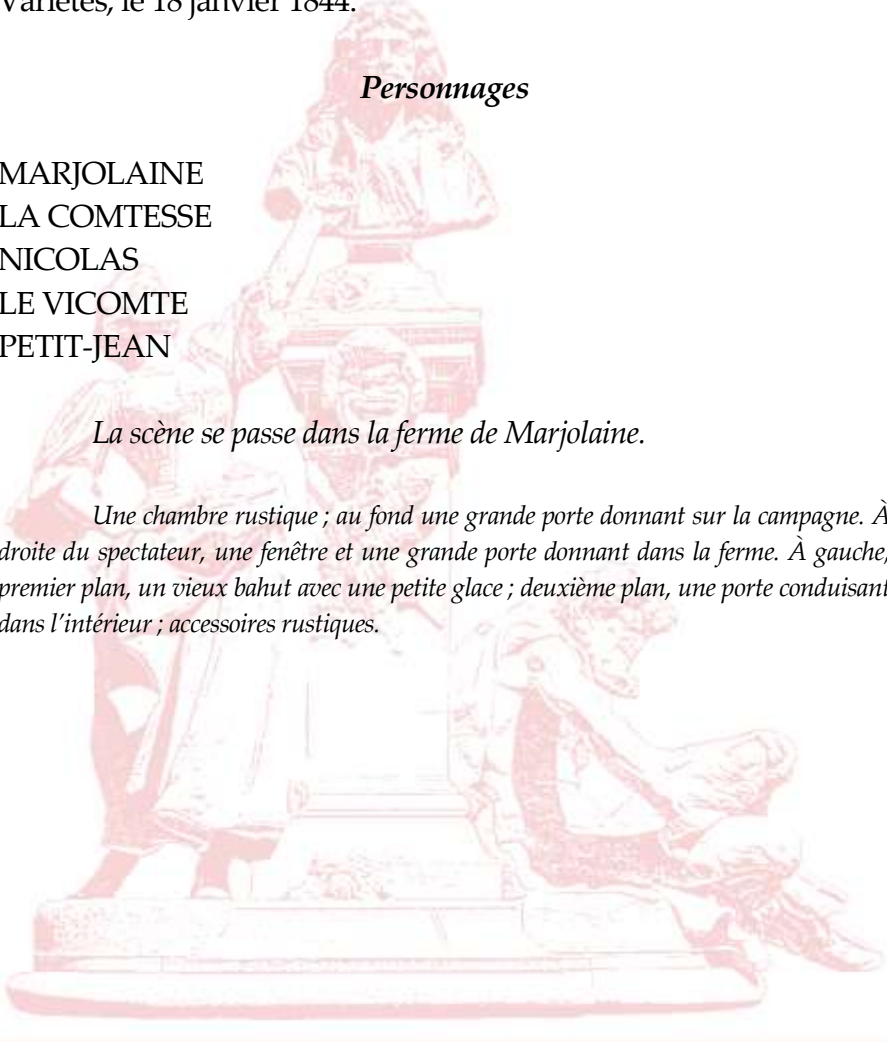 Variétés, le 18 janvier 1844.
Personnages
MARJOLAINE
LA COMTESSE
NICOLAS
LE VICOMTE
PETIT-JEAN
La scène se passe dans la ferme de Marjolaine.
Une chambre rustique ; au fond une grande porte donnant sur la campagne. À
droite du spectateur, une fenêtre et une grande porte donnant dans la ferme. À gauche,
premier plan, un vieux bahut avec une petite glace ; deuxième plan, une porte conduisant
dans l’intérieur ; accessoires rustiques.